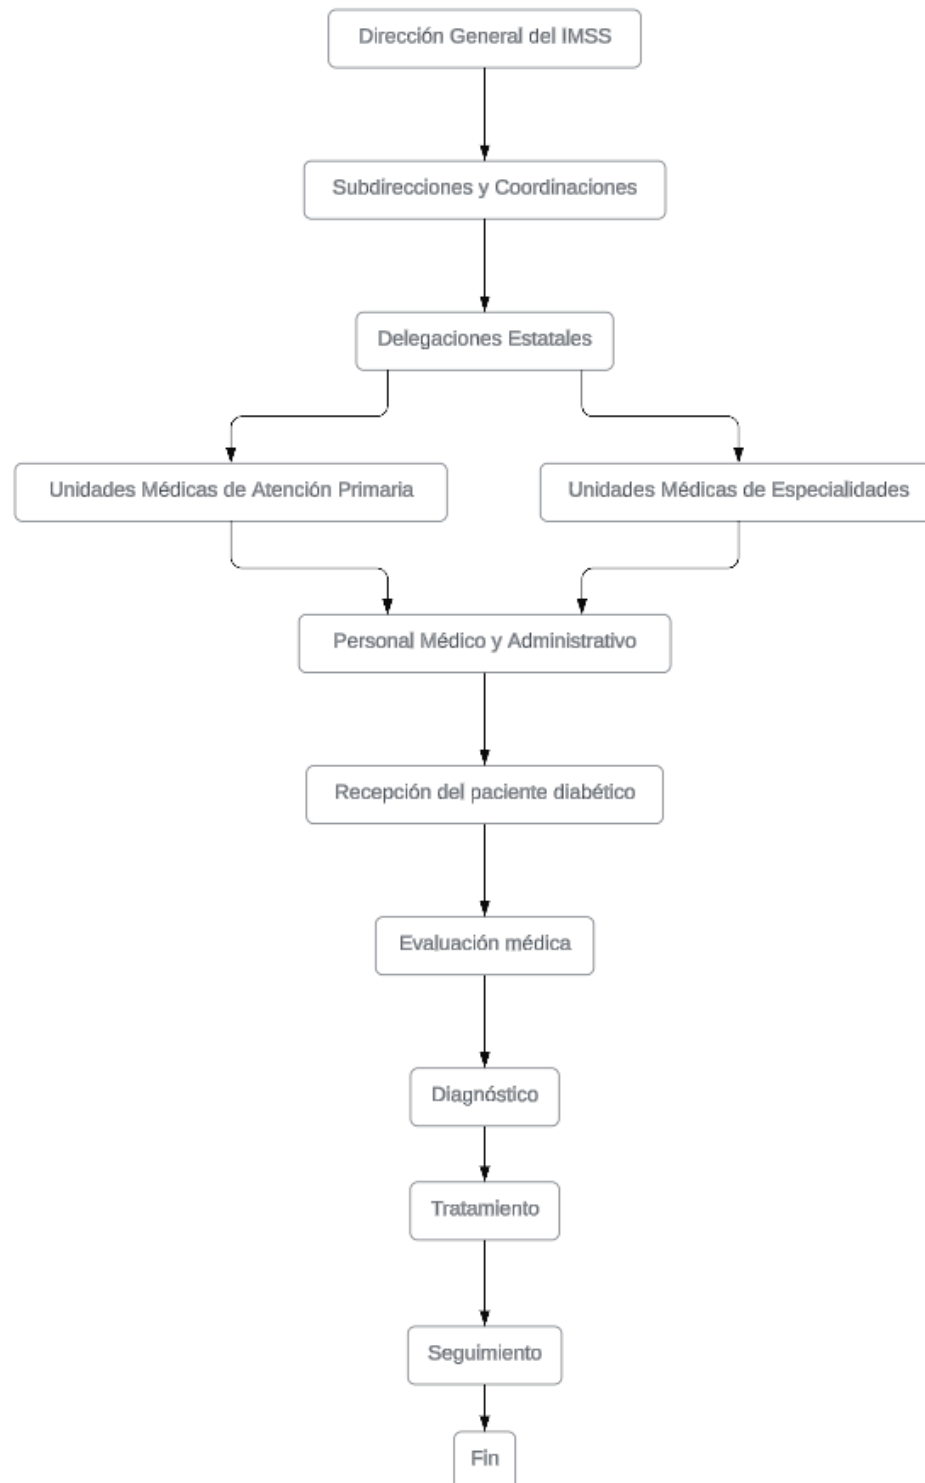 Dirección General del IMSS
Subdirecciones y Coordinaciones
Delegaciones Estatales
Unidades Médicas de Atención Primaria
Unidades Médicas de Especialidades
Personal Médico y Administrativo
Recepción del paciente diabético
Evaluación médica
Diagnóstico
Tratamiento
Seguimiento
Fin